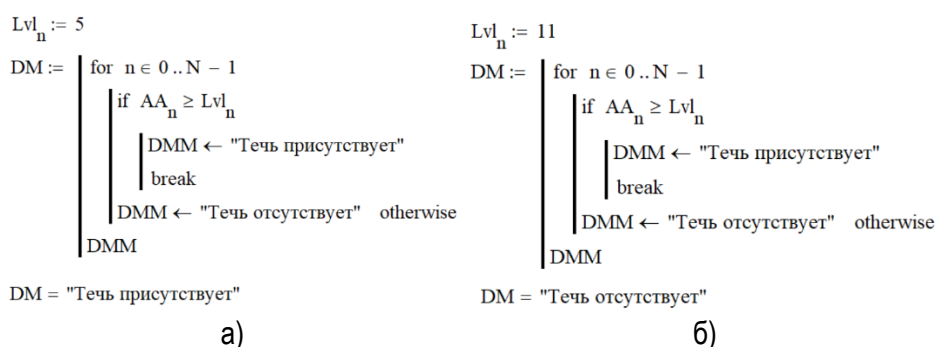 Lvl_n := 5
DM := for n ∈ 0 .. N − 1
if AA_n ≥ Lvl_n
DMM ← "Течь присутствует"
break
DMM ← "Течь отсутствует" otherwise
DMM
DM = "Течь присутствует"
а)
Lvl_n := 11
DM := for n ∈ 0 .. N − 1
if AA_n ≥ Lvl_n
DMM ← "Течь присутствует"
break
DMM ← "Течь отсутствует" otherwise
DMM
DM = "Течь отсутствует"
б)